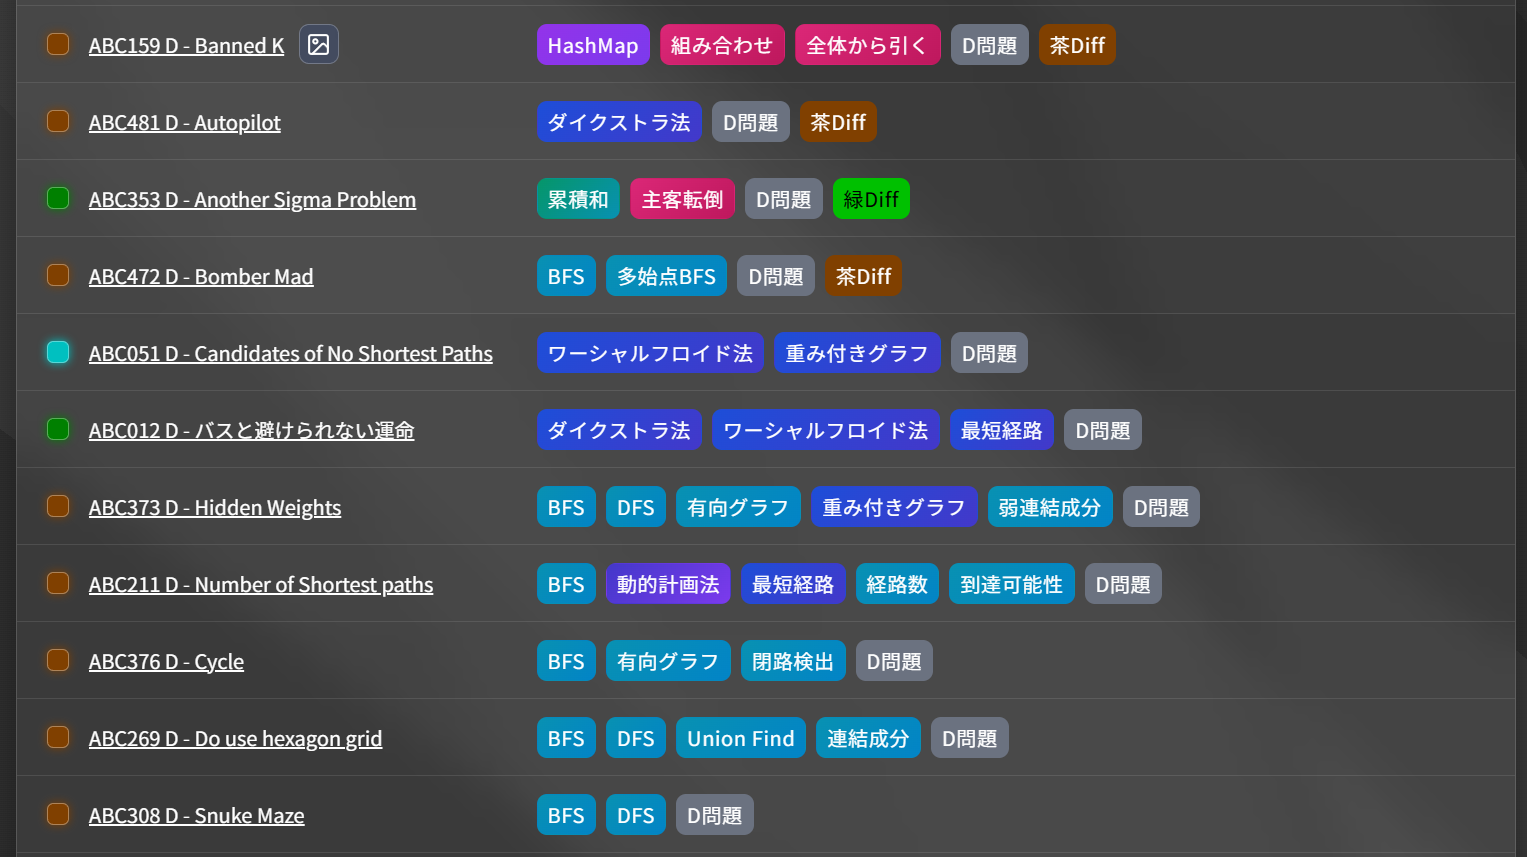 ABC159 D - Banned K HashMap 組み合わせ 全体から引く D問題 茶Diff
ABC481 D - Autopilot ダイクストラ法 D問題 茶Diff
ABC353 D - Another Sigma Problem 累積和 主客転倒 D問題 緑Diff
ABC472 D - Bomber Mad BFS 多始点BFS D問題 茶Diff
ABC051 D - Candidates of No Shortest Paths ワーシャルフロイド法 重み付きグラフ D問題
ABC012 D - バスと避けられない運命 ダイクストラ法 ワーシャルフロイド法 最短経路 D問題
ABC373 D - Hidden Weights BFS DFS 有向グラフ 重み付きグラフ 弱連結成分 D問題
ABC211 D - Number of Shortest paths BFS 動的計画法 最短経路 経路数 到達可能性 D問題
ABC376 D - Cycle BFS 有向グラフ 閉路検出 D問題
ABC269 D - Do use hexagon grid BFS DFS Union Find 連結成分 D問題
ABC308 D - Snuke Maze BFS DFS D問題